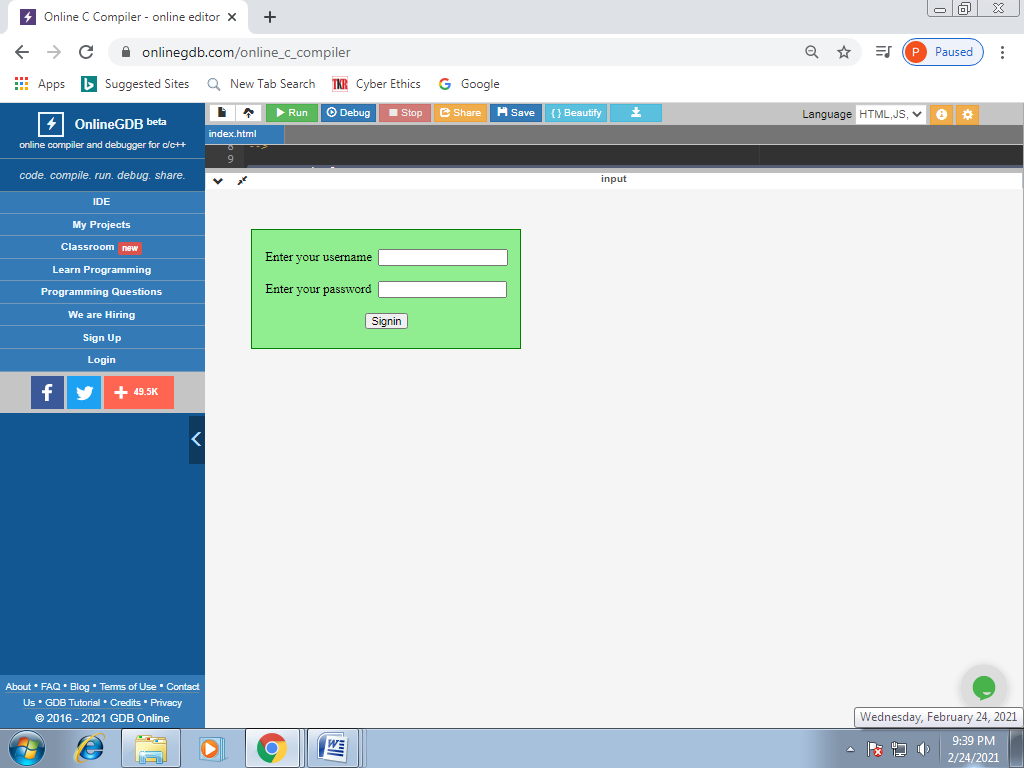 Online C Compiler - online editor
onlinegdb.com/online_c_compiler
P Paused
Apps Suggested Sites New Tab Search TKR Cyber Ethics Google
OnlineGDB beta
online compiler and debugger for c/c++
code. compile. run. debug. share.
IDE
My Projects
Classroom new
Learn Programming
Programming Questions
We are Hiring
Sign Up
Login
49.5K
About • FAQ • Blog • Terms of Use • Contact
Us • GDB Tutorial • Credits • Privacy
© 2016 - 2021 GDB Online
Run Debug Stop Share Save { } Beautify
Language HTML,JS,
index.html
8 -->
9
input
Enter your username
Enter your password
Signin
Wednesday, February 24, 2021
9:39 PM
2/24/2021